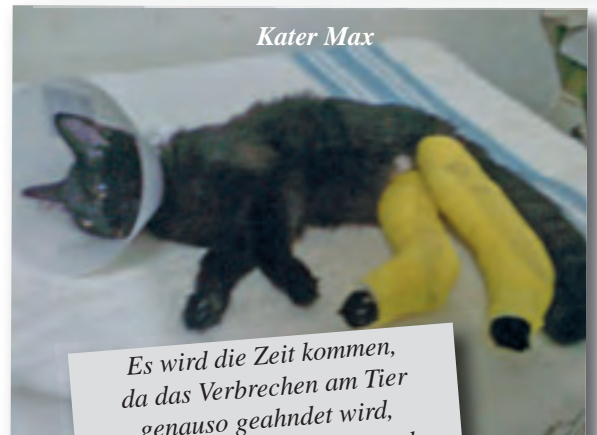 Kater Max
Es wird die Zeit kommen,
da das Verbrechen am Tier
genauso geahndet wird,